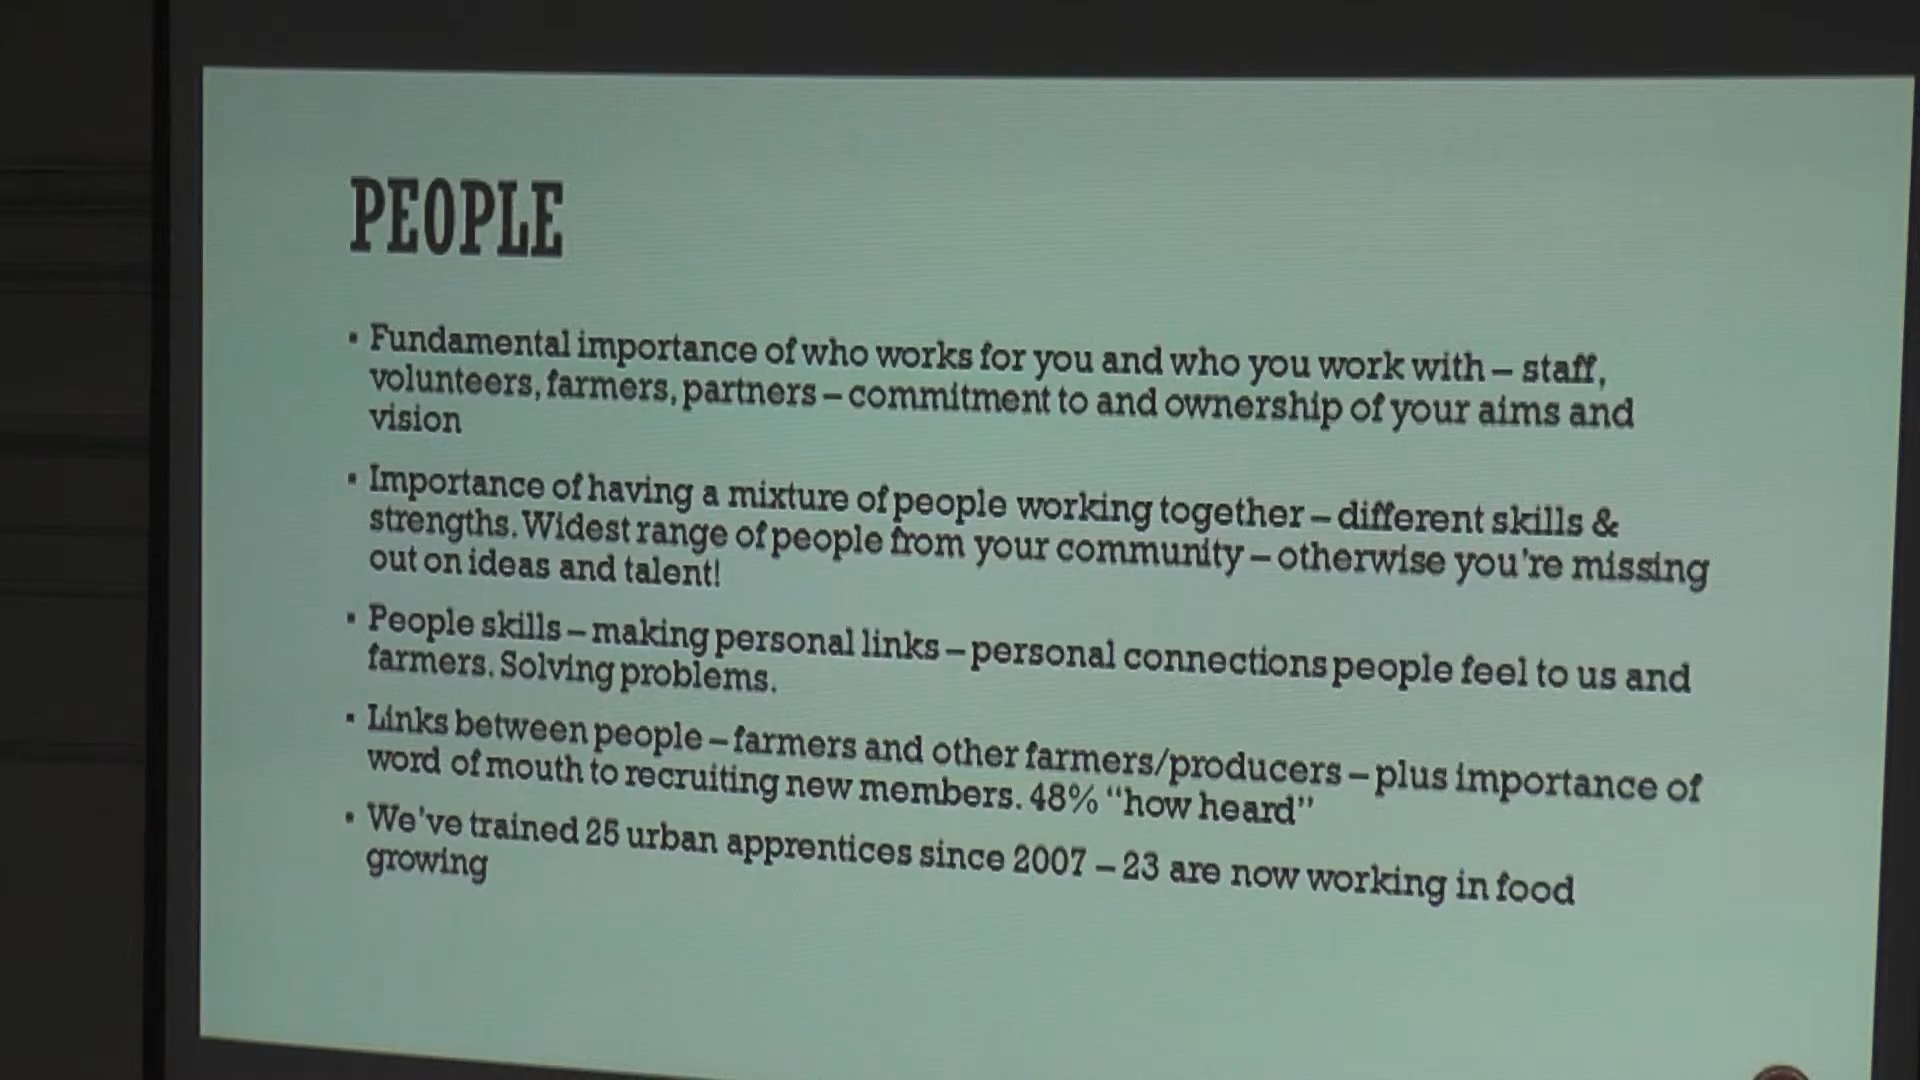 PEOPLE
▪ Fundamental importance of who works for you and who you work with – staff,
volunteers, farmers, partners – commitment to and ownership of your aims and
vision
▪ Importance of having a mixture of people working together – different skills &
strengths. Widest range of people from your community – otherwise you're missing
out on ideas and talent!
▪ People skills – making personal links – personal connections people feel to us and
farmers. Solving problems.
▪ Links between people – farmers and other farmers/producers – plus importance of
word of mouth to recruiting new members. 48% "how heard"
▪ We've trained 25 urban apprentices since 2007 – 23 are now working in food
growing